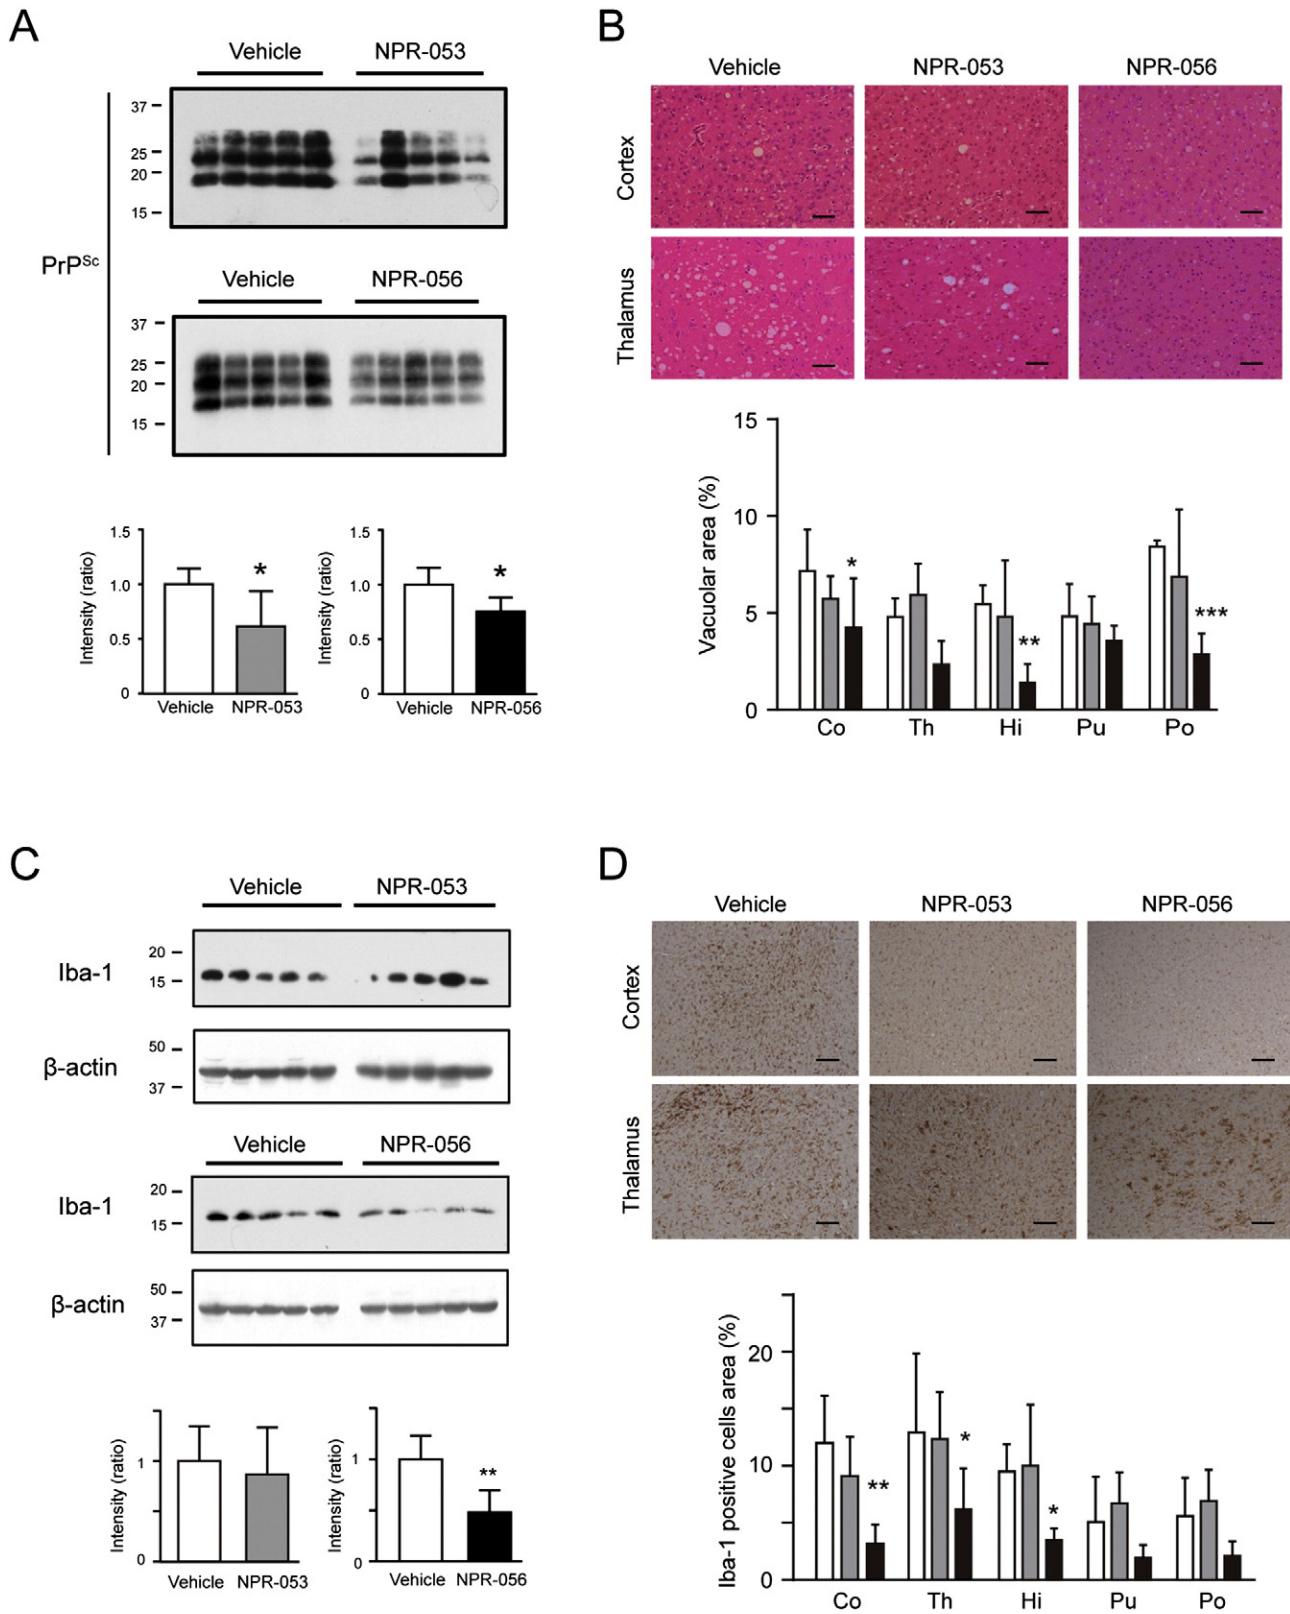 A
Vehicle NPR-053
37
25
20
15
PrPSc
Vehicle NPR-056
37
25
20
15
1.5
1.0
0.5
0
Intensity (ratio)
*
Vehicle NPR-053
1.5
1.0
0.5
0
Intensity (ratio)
*
Vehicle NPR-056
B
Vehicle NPR-053 NPR-056
Cortex
Thalamus
15
10
5
0
Vacuolar area (%)
*
**
***
Co Th Hi Pu Po
C
Vehicle NPR-053
Iba-1
20
15
β-actin
50
37
Vehicle NPR-056
Iba-1
20
15
β-actin
50
37
1
0
Intensity (ratio)
Vehicle NPR-053
1
0
Intensity (ratio)
**
Vehicle NPR-056
D
Vehicle NPR-053 NPR-056
Cortex
Thalamus
20
10
0
Iba-1 positive cells area (%)
**
*
*
Co Th Hi Pu Po